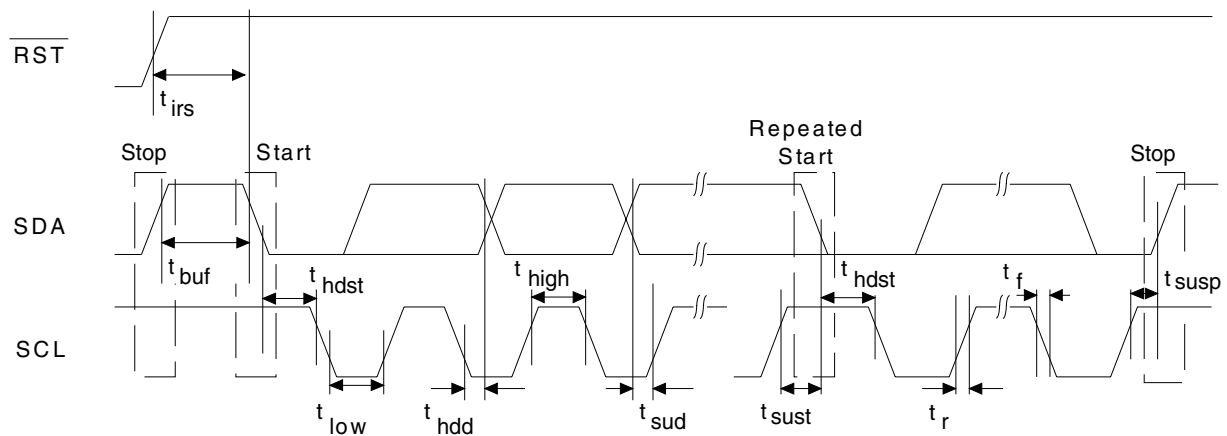 RST
t irs
Repeated
Stop Start Start Stop
SDA
t buf t hdst t high t hdst t f t susp
SCL
t low t hdd t sud t sust t r